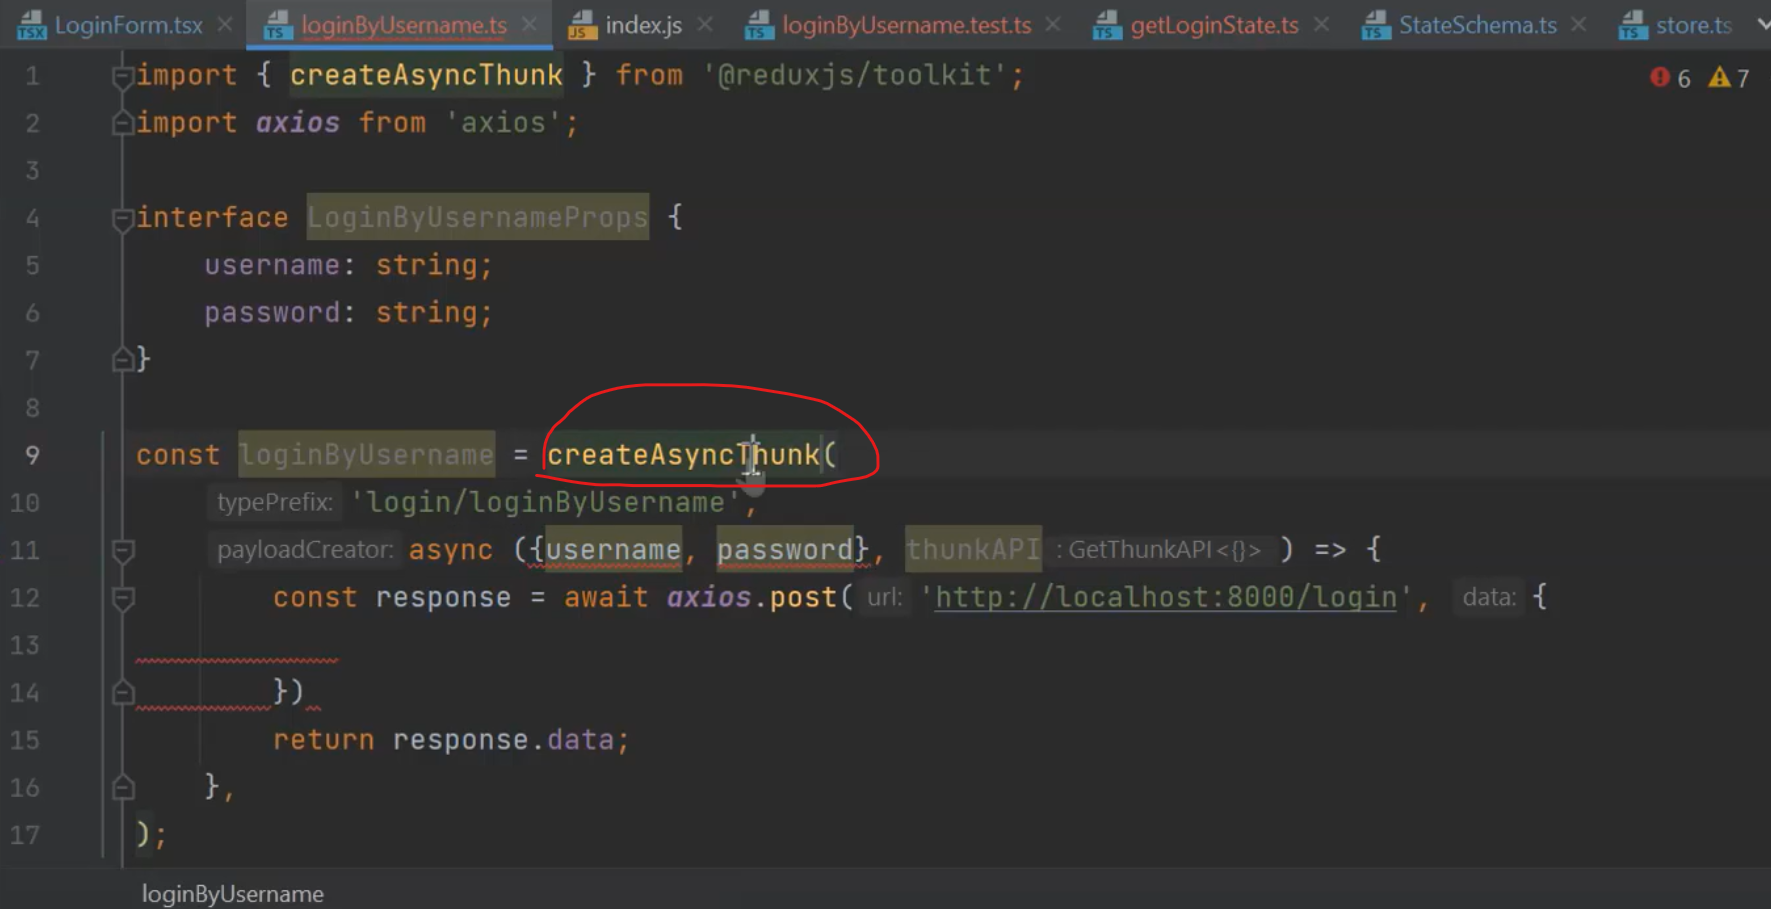 LoginForm.tsx loginByUsername.ts index.js loginByUsername.test.ts getLoginState.ts StateSchema.ts store.ts
1 import { createAsyncThunk } from '@reduxjs/toolkit'; 6 7
2 import axios from 'axios';
3
4 interface LoginByUsernameProps {
5 username: string;
6 password: string;
7 }
8
9 const loginByUsername = createAsyncThunk(
10 typePrefix: 'login/loginByUsername',
11 payloadCreator: async ({username, password}, thunkAPI : GetThunkAPI<{}> ) => {
12 const response = await axios.post( url: 'http://localhost:8000/login', data: {
13
14 })
15 return response.data;
16 },
17 );
loginByUsername